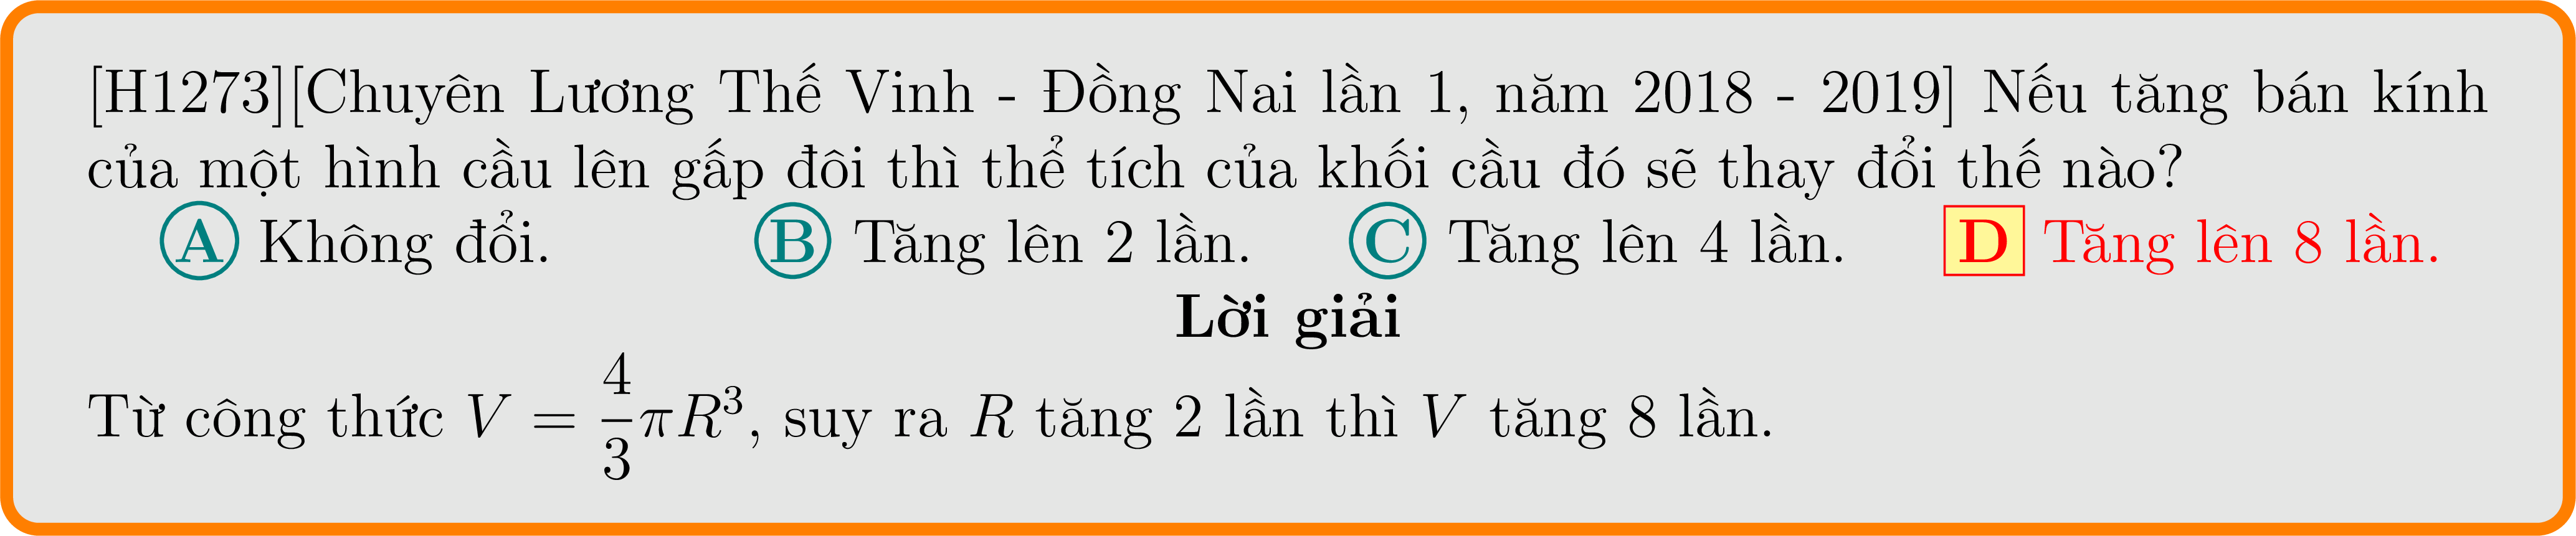 [H1273][Chuyên Lương Thế Vinh - Đồng Nai lần 1, năm 2018 - 2019] Nếu tăng bán kính
của một hình cầu lên gấp đôi thì thể tích của khối cầu đó sẽ thay đổi thế nào?
A Không đổi. B Tăng lên 2 lần. C Tăng lên 4 lần. D Tăng lên 8 lần.
Lời giải
Từ công thức $V = \frac{4}{3}\pi R^3$, suy ra $R$ tăng 2 lần thì $V$ tăng 8 lần.